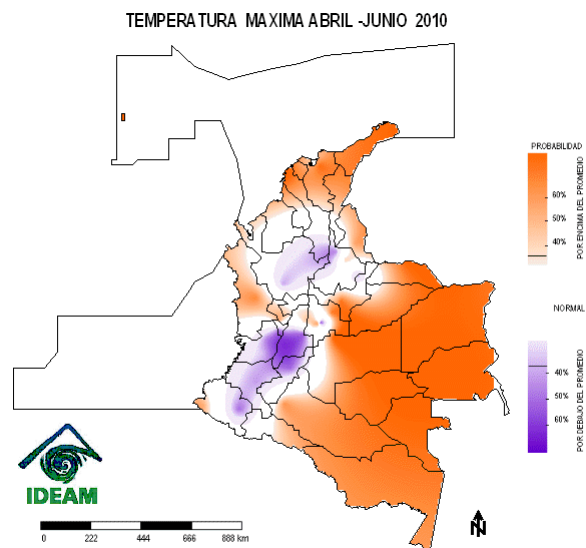 TEMPERATURA MAXIMA ABRIL -JUNIO 2010
PROBABILIDAD
60%
50%
40%
POR ENCIMA DEL PROMEDIO
NORMAL
40%
50%
60%
POR DEBAJO DEL PROMEDIO
IDEAM
0 222 444 666 888 km
N